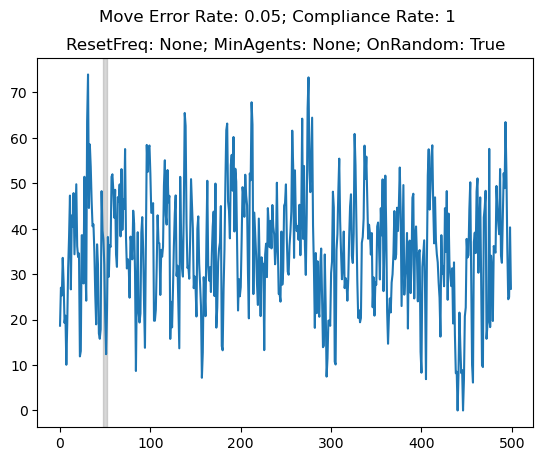 Move Error Rate: 0.05; Compliance Rate: 1
ResetFreq: None; MinAgents: None; OnRandom: True
70
60
50
40
30
20
10
0
0 100 200 300 400 500